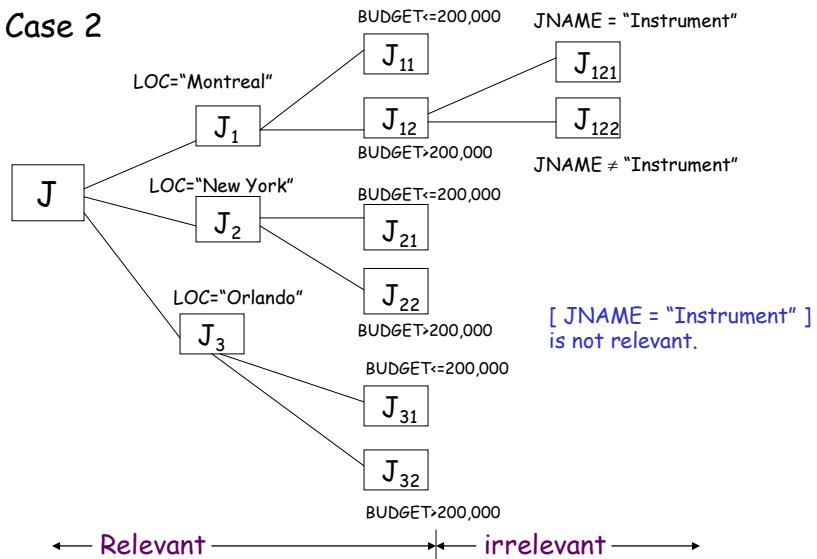 Case 2
BUDGET<=200,000
JNAME = “Instrument”
J11
J121
LOC=“Montreal”
J1
J12
J122
BUDGET>200,000
JNAME ≠ “Instrument”
J
LOC=“New York”
BUDGET<=200,000
J2
J21
J22
LOC=“Orlando”
BUDGET>200,000
[ JNAME = “Instrument” ]
is not relevant.
J3
BUDGET<=200,000
J31
J32
BUDGET>200,000
Relevant
irrelevant